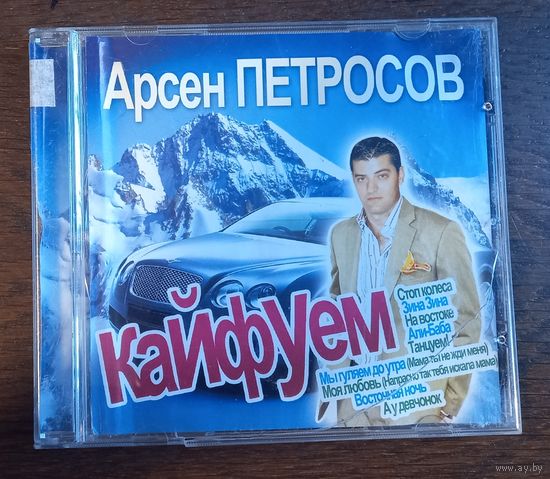 Арсен ПЕТРОСОВ
Кайфуем
Стоп колеса
Зина Зина
На востоке
Али-Баба
Танцуем!
Мы гуляем до утра (Мама ты не жди меня)
Моя любовь (Напрасно так тебя искала мама)
Восточная ночь
А у девчонок
www.ay.by